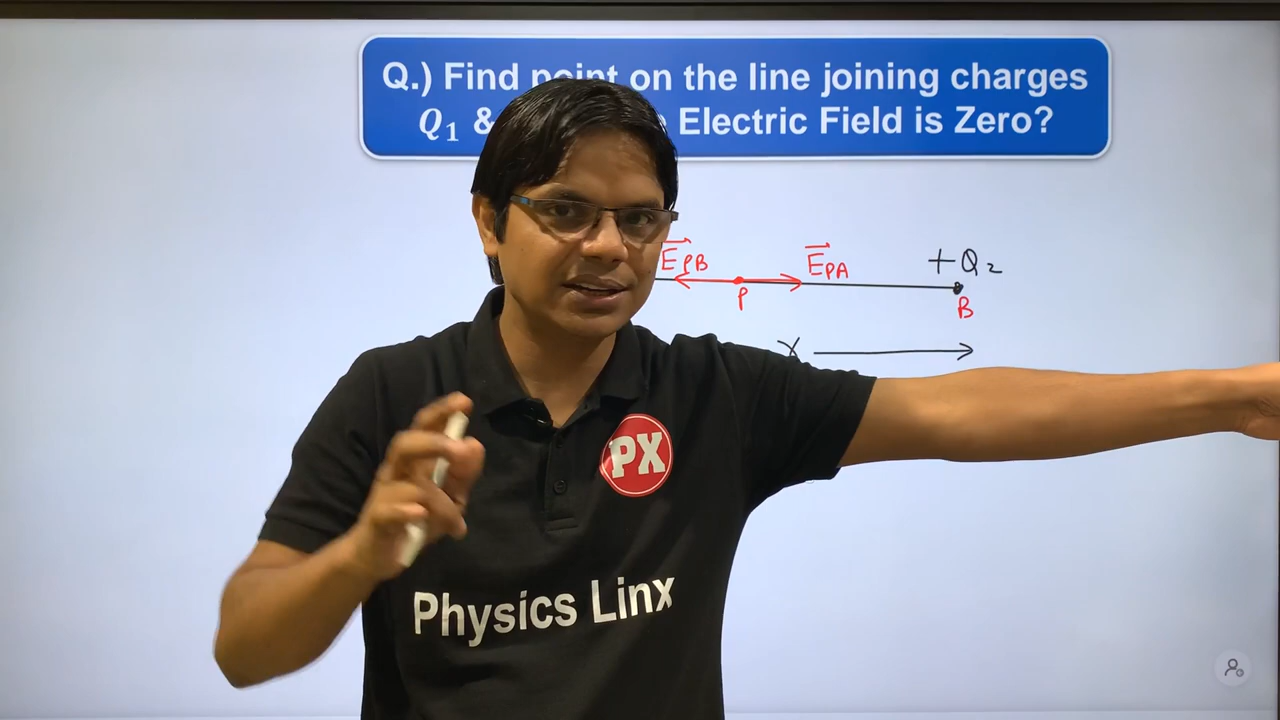 Q.) Find point on the line joining charges
Q₁ & Electric Field is Zero?
E⃗PB
E⃗PA
+Q₂
P
B
X
PX
Physics Linx